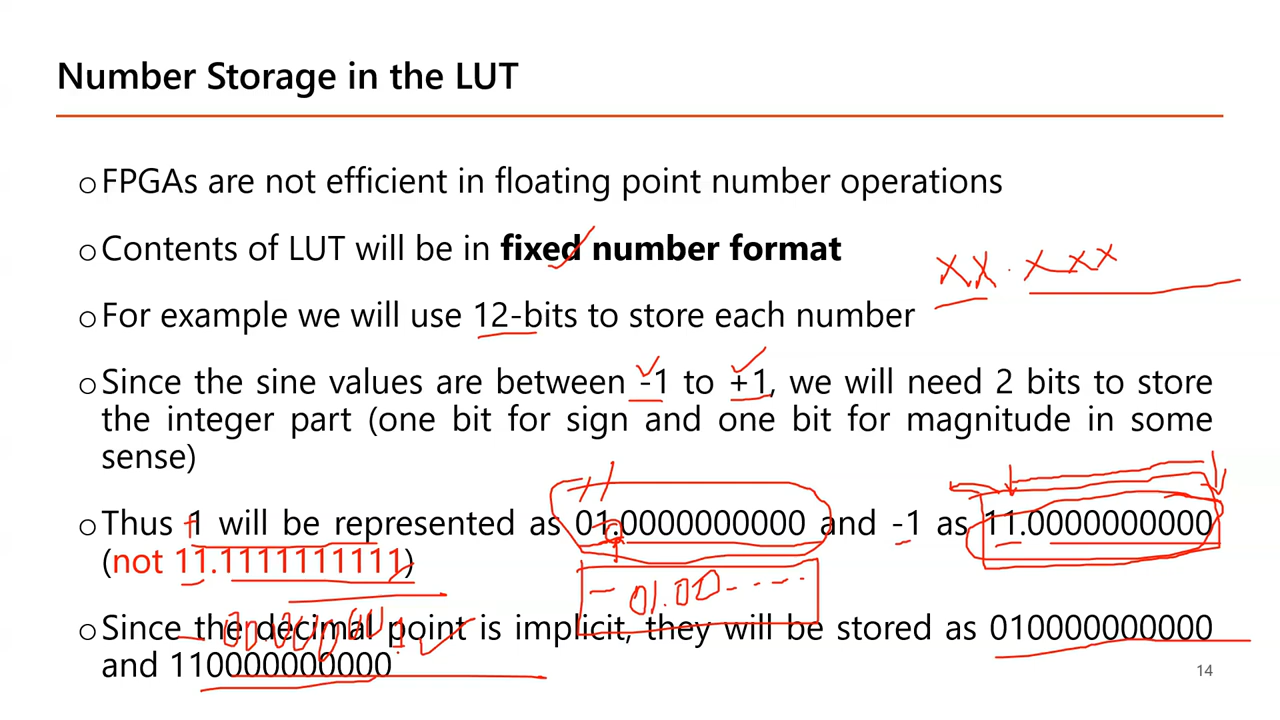 Number Storage in the LUT
○ FPGAs are not efficient in floating point number operations
○ Contents of LUT will be in fixed number format
XX.XXX
○ For example we will use 12-bits to store each number
○ Since the sine values are between -1 to +1, we will need 2 bits to store
the integer part (one bit for sign and one bit for magnitude in some
sense)
○ Thus 1 will be represented as 01.0000000000 and -1 as 11.0000000000
(not 11.1111111111)
- 01.00-----
○ Since the decimal point is implicit, they will be stored as 010000000000
and 110000000000
14